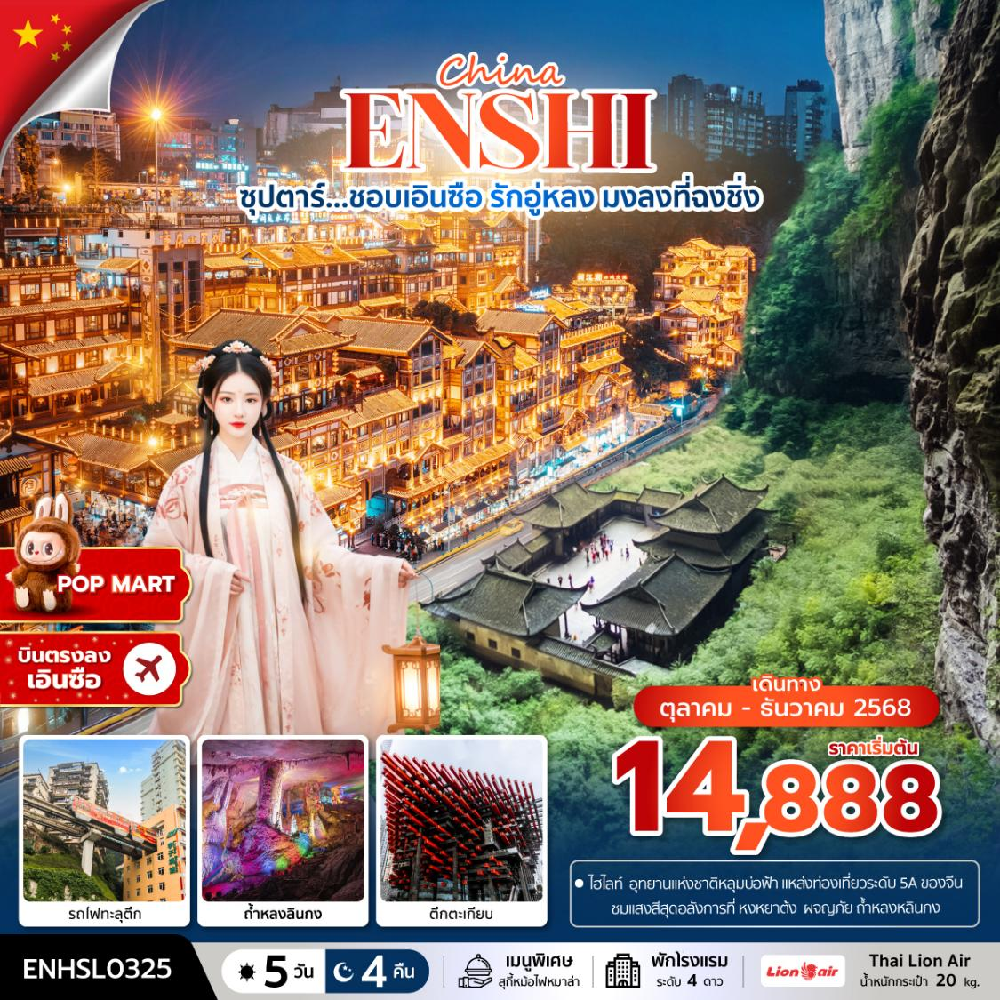 China
ENSHI
ซุปตาร์...ชอบเอินซือ รักอู่หลง มงลงที่ฉงชิ่ง
POP MART
บินตรงลง
เอินซือ
เดินทาง
ตุลาคม - ธันวาคม 2568
ราคาเริ่มต้น
14,888
รถไฟทะลุตึก
ถ้ำหลงลินกง
ตึกตะเกียบ
ไฮไลท์ อุทยานแห่งชาติหลุมบ่อฟ้า แหล่งท่องเที่ยวระดับ 5A ของจีน
ชมแสงสีสุดอลังการที่ หงหยาต้ง ผจญภัย ถ้ำหลงหลินกง
ENHSL0325
5 วัน 4 คืน
เมนูพิเศษ
สุกี้หม้อไฟหมาล่า
พักโรงแรม
ระดับ 4 ดาว
Lion air
Thai Lion Air
น้ำหนักกระเป๋า 20 kg.